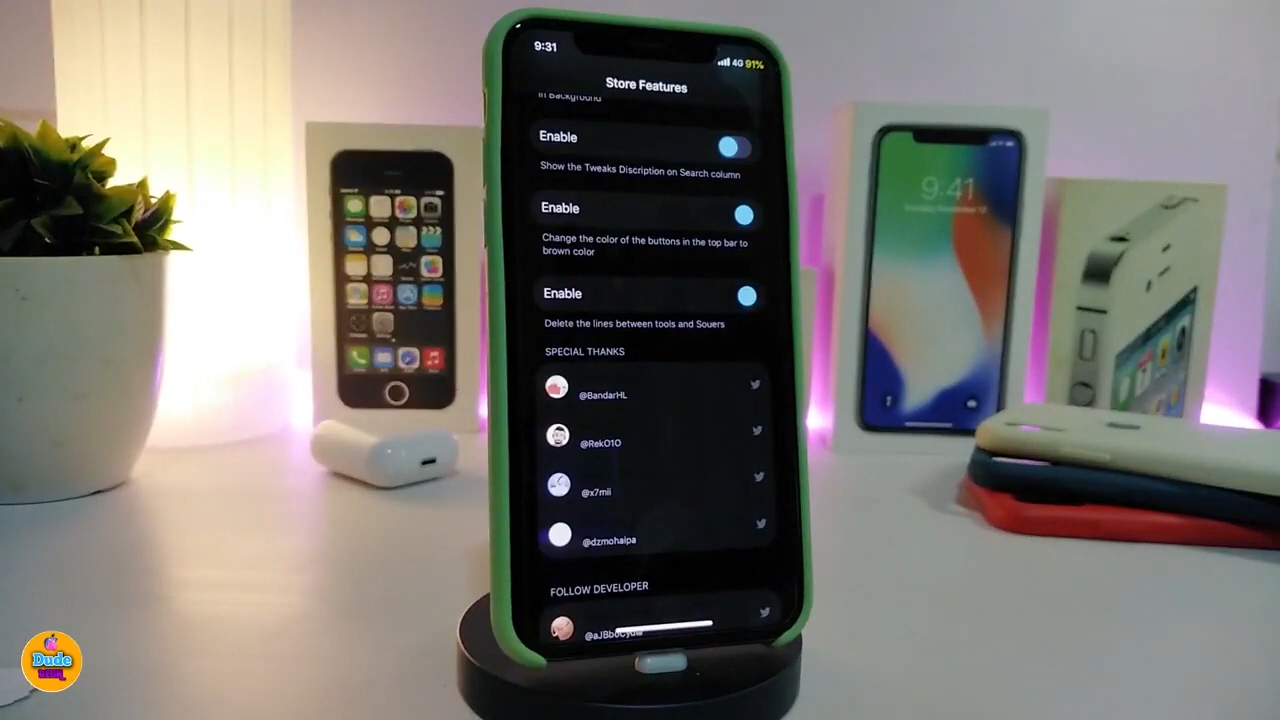 9:31
4G 91%
Store Features
in Background
Enable
Show the Tweaks Discription on Search column
Enable
Change the color of the buttons in the top bar to
brown color
Enable
Delete the lines between tools and Souers
SPECIAL THANKS
@BandarHL
@RekO1O
@x7mii
@dzmohaipa
FOLLOW DEVELOPER
9:41
Dude